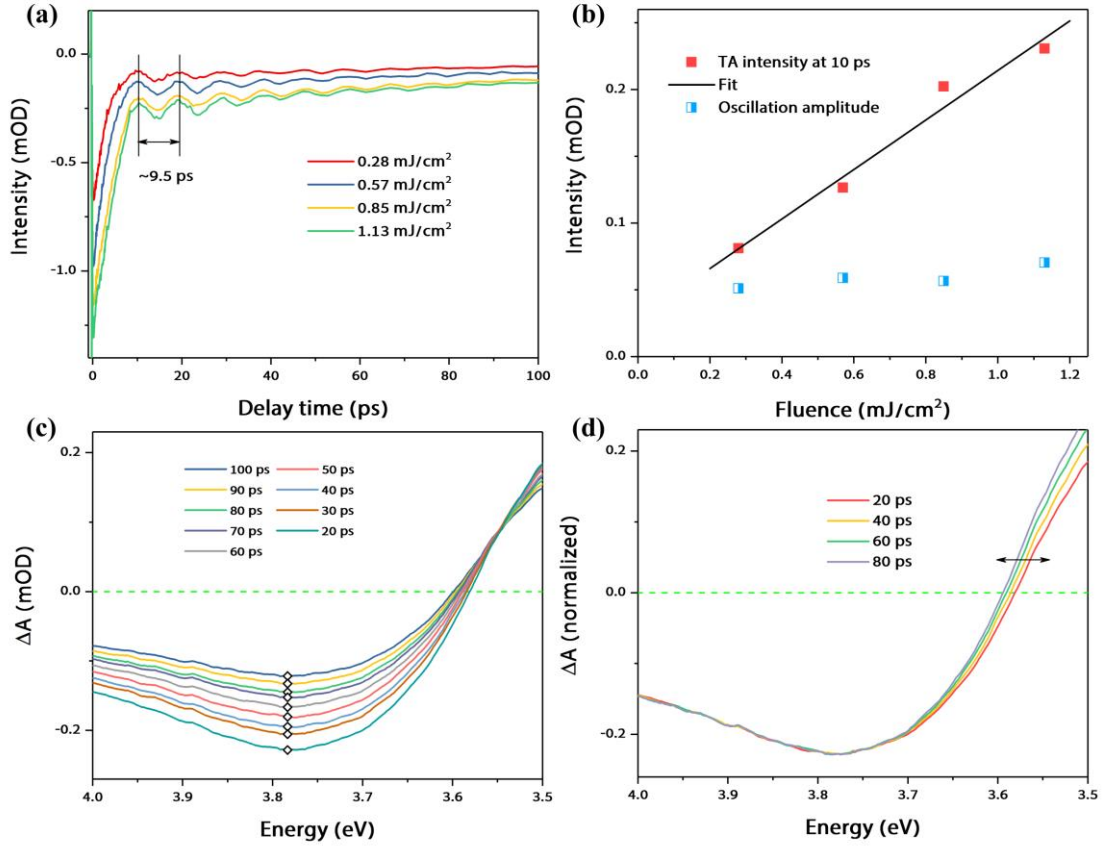 (a)
0.0
-0.5
-1.0
Intensity (mOD)
~9.5 ps
0.28 mJ/cm²
0.57 mJ/cm²
0.85 mJ/cm²
1.13 mJ/cm²
0 20 40 60 80 100
Delay time (ps)
(b)
0.2
0.1
0.0
Intensity (mOD)
TA intensity at 10 ps
Fit
Oscillation amplitude
0.0 0.2 0.4 0.6 0.8 1.0 1.2
Fluence (mJ/cm²)
(c)
0.2
0.0
-0.2
ΔA (mOD)
100 ps 50 ps
90 ps 40 ps
80 ps 30 ps
70 ps 20 ps
60 ps
4.0 3.9 3.8 3.7 3.6 3.5
Energy (eV)
(d)
0.2
0.0
-0.2
ΔA (normalized)
20 ps
40 ps
60 ps
80 ps
4.0 3.9 3.8 3.7 3.6 3.5
Energy (eV)